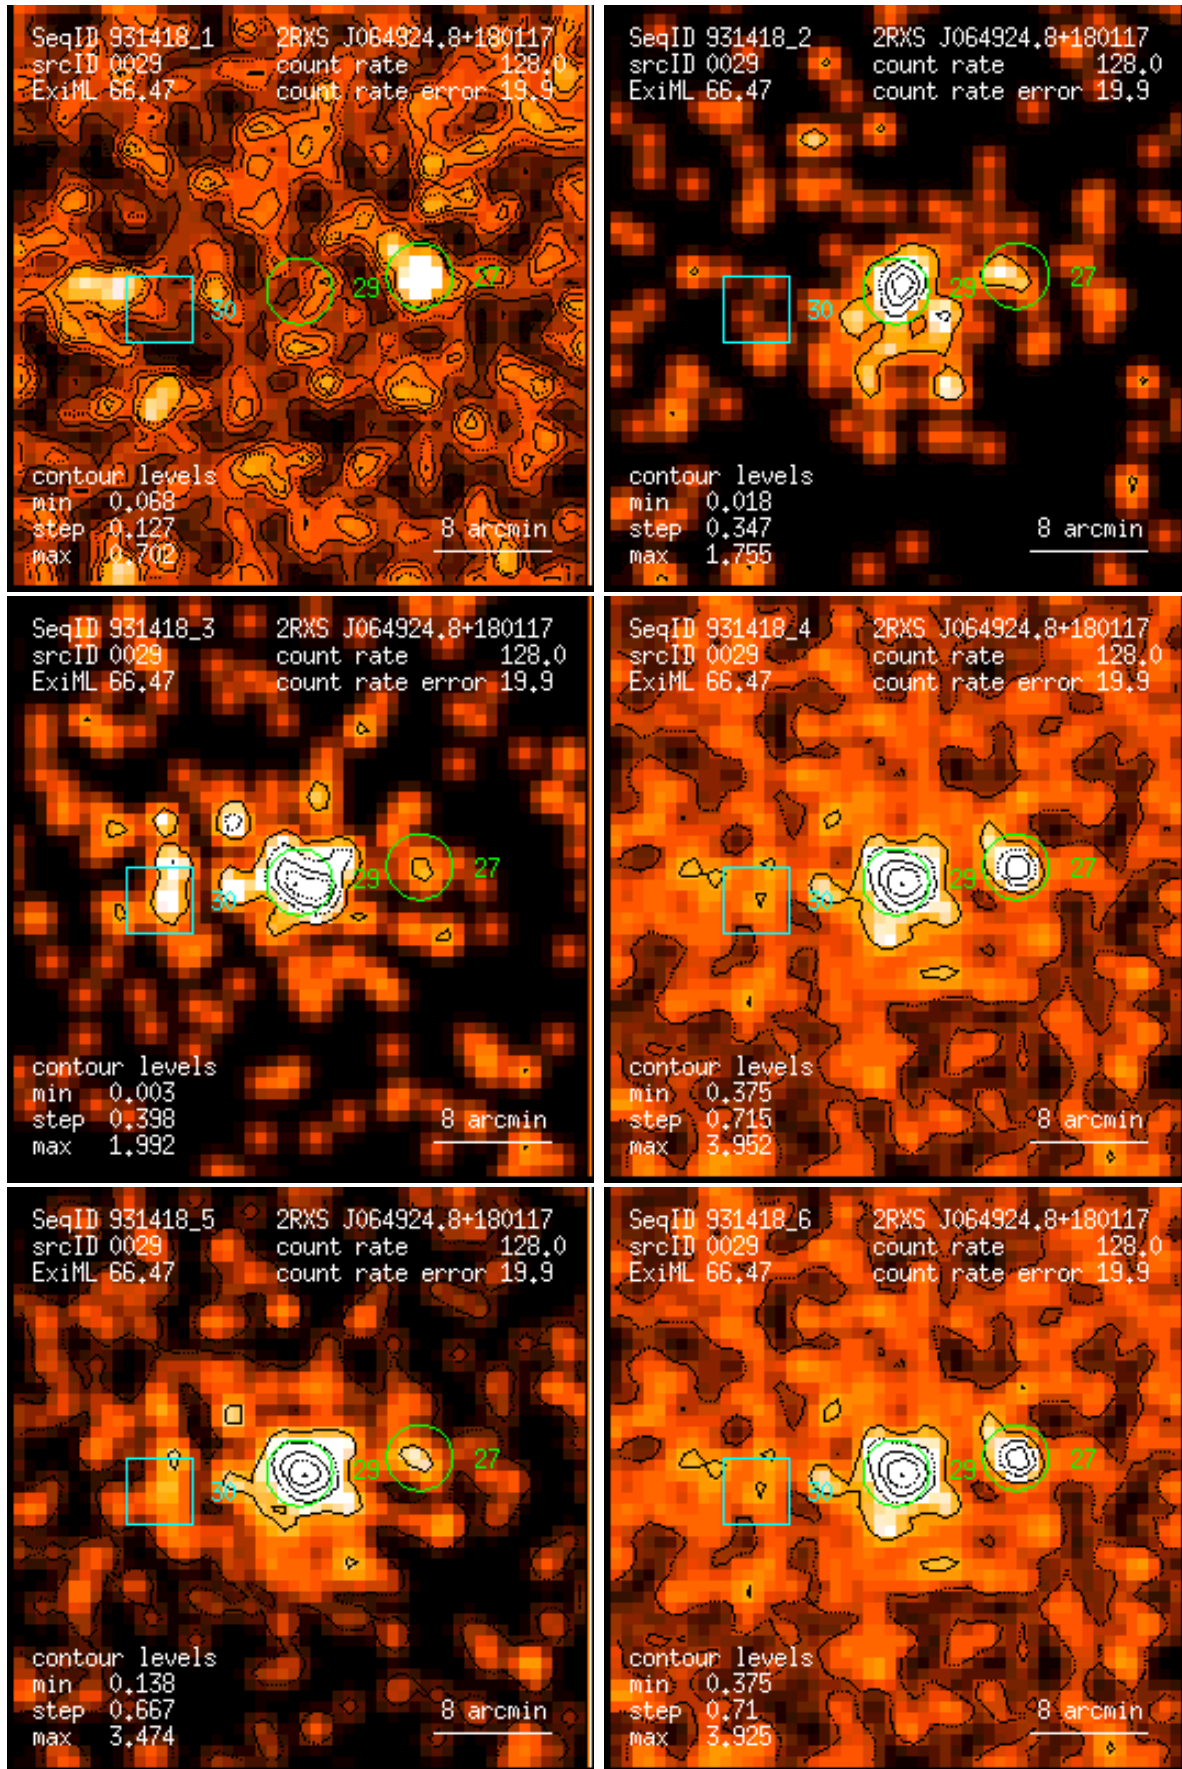 SeqID 931418_1 2RXS J064924.8+180117
srcID 0029 count rate 128.0
ExiML 66.47 count rate error 19.9
29 27
30
contour levels
min 0.068
step 0.127 8 arcmin
max 0.702
SeqID 931418_2 2RXS J064924.8+180117
srcID 0029 count rate 128.0
ExiML 66.47 count rate error 19.9
29 27
30
contour levels
min 0.018
step 0.347 8 arcmin
max 1.755
SeqID 931418_3 2RXS J064924.8+180117
srcID 0029 count rate 128.0
ExiML 66.47 count rate error 19.9
29 27
30
contour levels
min 0.003
step 0.398 8 arcmin
max 1.992
SeqID 931418_4 2RXS J064924.8+180117
srcID 0029 count rate 128.0
ExiML 66.47 count rate error 19.9
29 27
30
contour levels
min 0.375
step 0.715 8 arcmin
max 3.952
SeqID 931418_5 2RXS J064924.8+180117
srcID 0029 count rate 128.0
ExiML 66.47 count rate error 19.9
29 27
30
contour levels
min 0.138
step 0.667 8 arcmin
max 3.474
SeqID 931418_6 2RXS J064924.8+180117
srcID 0029 count rate 128.0
ExiML 66.47 count rate error 19.9
29 27
30
contour levels
min 0.375
step 0.71 8 arcmin
max 3.925